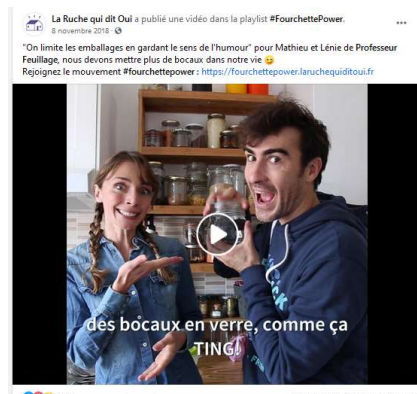 La Ruche qui dit Oui a publié une vidéo dans la playlist #FourchettePower.
8 novembre 2018 ·
"On limite les emballages en gardant le sens de l'humour" pour Mathieu et Lénie de Professeur
Feuillage, nous devons mettre plus de bocaux dans notre vie 😄
Rejoignez le mouvement #fourchettepower : https://fourchettepower.laruchequiditoui.fr
des bocaux en verre, comme ça
TING!